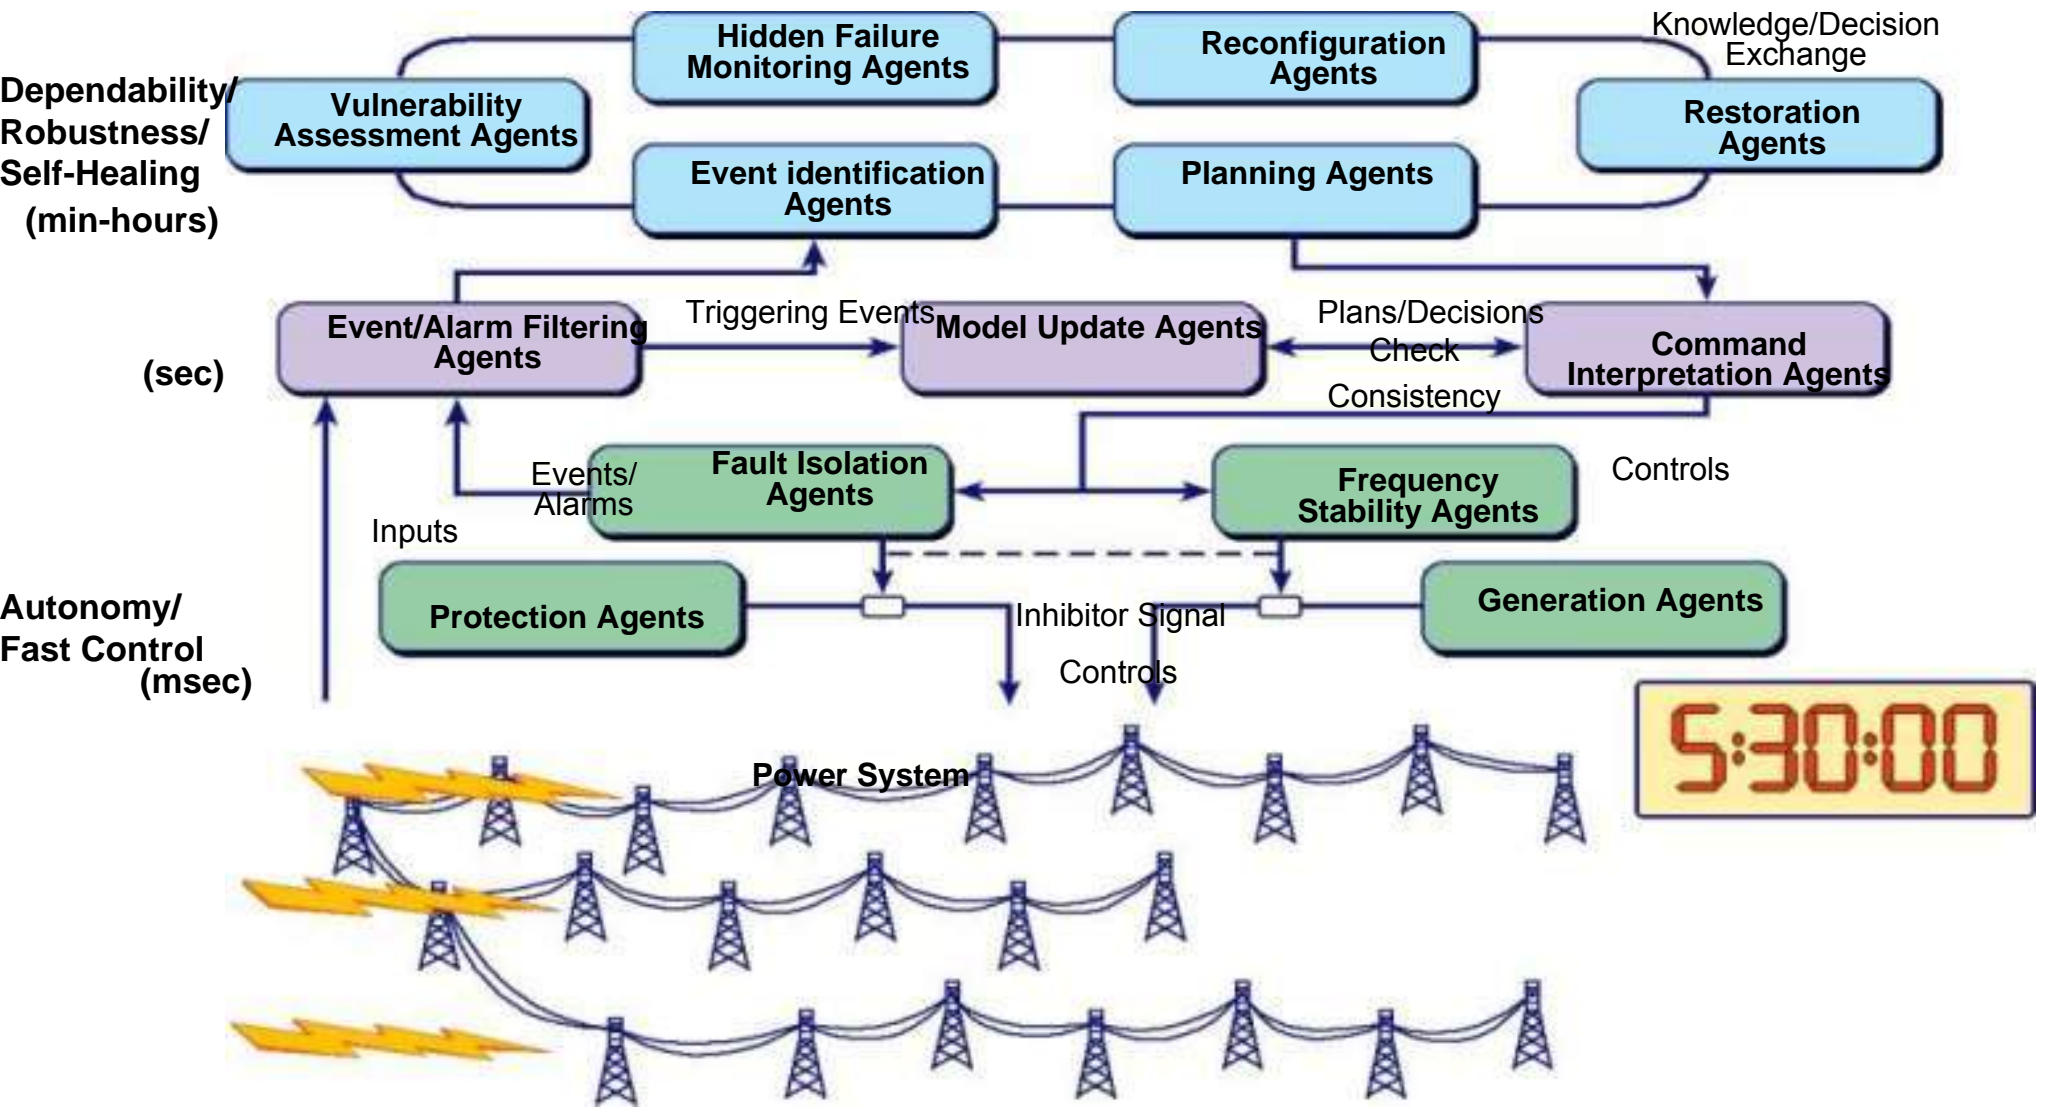 Knowledge/Decision
Exchange
Hidden Failure
Monitoring Agents
Reconfiguration
Agents
Dependability/
Robustness/
Self-Healing
(min-hours)
Vulnerability
Assessment Agents
Restoration
Agents
Event identification
Agents
Planning Agents
(sec)
Event/Alarm Filtering
Agents
Triggering Events
Model Update Agents
Plans/Decisions
Check
Consistency
Command
Interpretation Agents
Events/
Alarms
Fault Isolation
Agents
Frequency
Stability Agents
Controls
Inputs
Autonomy/
Fast Control
(msec)
Protection Agents
Inhibitor Signal
Controls
Generation Agents
Power System
5:30:00